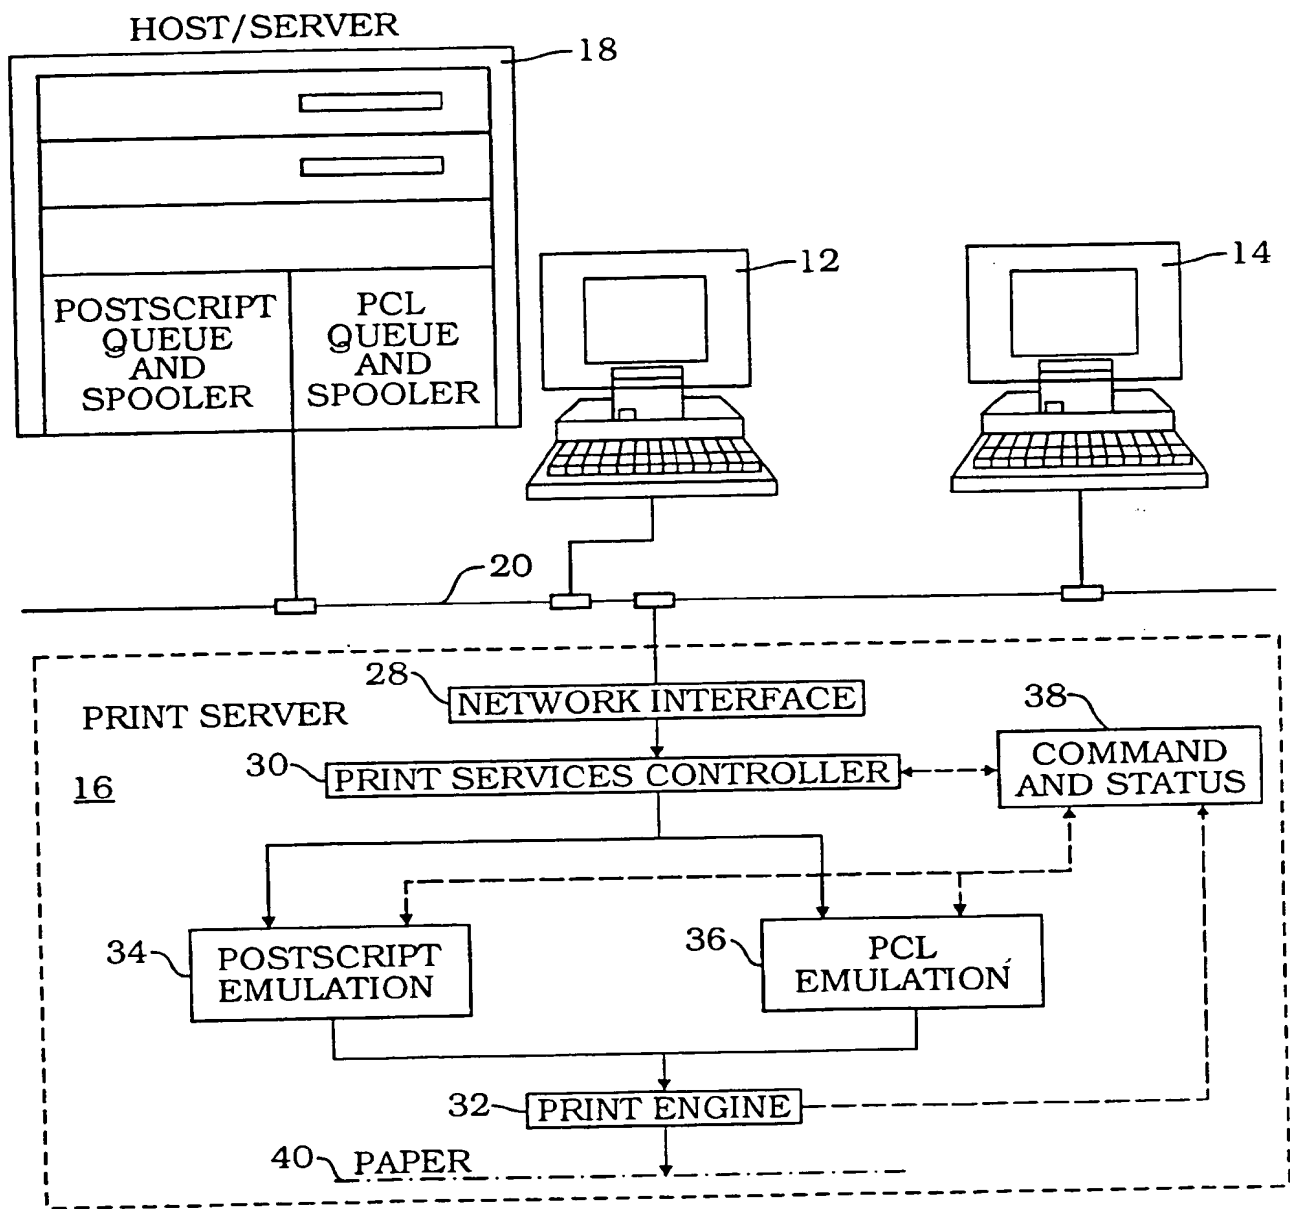 HOST/SERVER
18
POSTSCRIPT
QUEUE
AND
SPOOLER
PCL
QUEUE
AND
SPOOLER
12
14
20
28
NETWORK INTERFACE
PRINT SERVER
16
30
PRINT SERVICES CONTROLLER
38
COMMAND
AND STATUS
34
POSTSCRIPT
EMULATION
36
PCL
EMULATION
32
PRINT ENGINE
40
PAPER